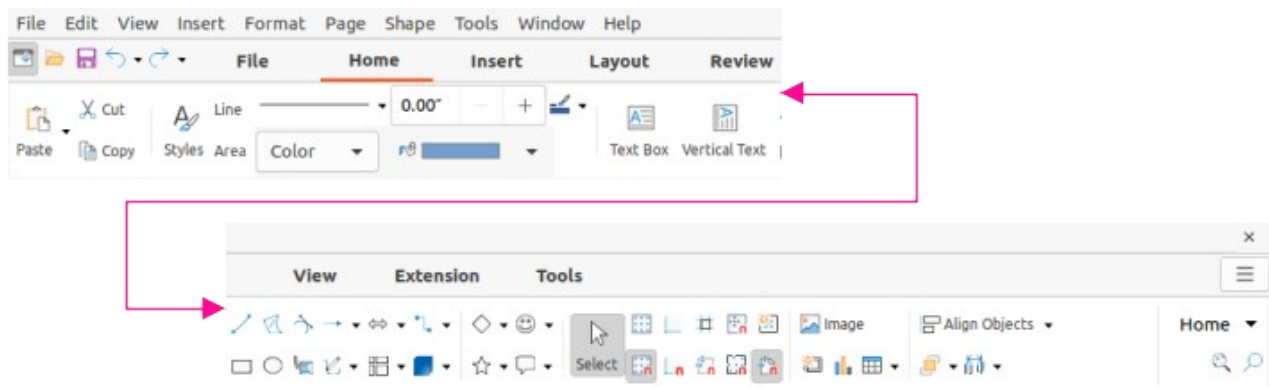 File Edit View Insert Format Page Shape Tools Window Help
File Home Insert Layout Review
Cut Line 0.00″
Paste Copy Styles Area Color Text Box Vertical Text
View Extension Tools
Image Align Objects Home
Select